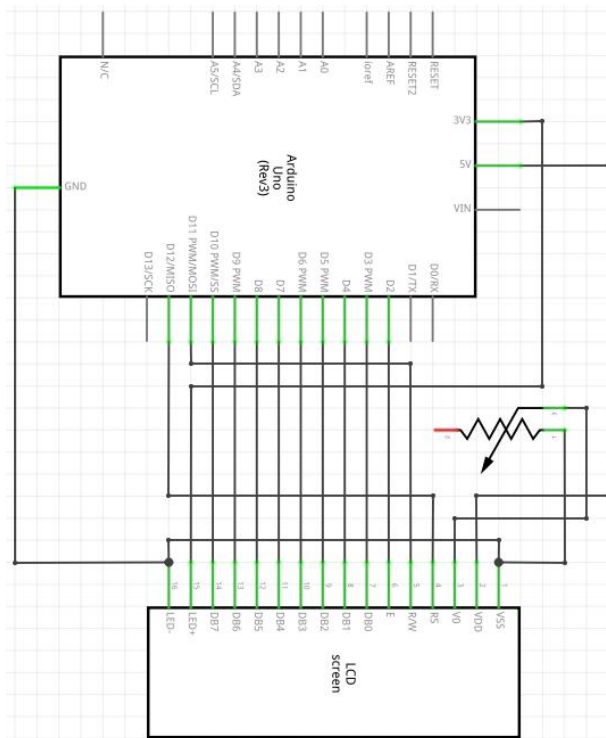 N/C
A5/SCL
A4/SDA
A3
A2
A1
A0
ioref
AREF
RESET2
RESET
3V3
5V
VIN
GND
Arduino
Uno
(Rev3)
D13/SCK
D12/MISO
D11 PWM/MOSI
D10 PWM/SS
D9 PWM
D8
D7
D6 PWM
D5 PWM
D4
D3 PWM
D2
D1/TX
D0/RX
16
15
14
13
12
11
10
9
8
7
6
5
4
3
2
1
LED-
LED+
DB7
DB6
DB5
DB4
DB3
DB2
DB1
DB0
E
R/W
RS
V0
VDD
VSS
LCD
screen